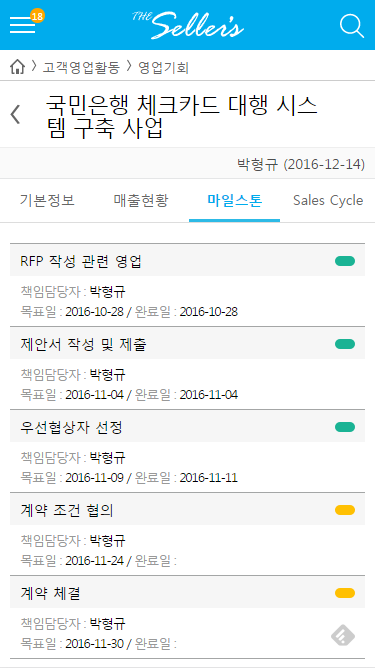 18
THE Seller's
고객영업활동 > 영업기회
국민은행 체크카드 대행 시스
템 구축 사업
박형규 (2016-12-14)
기본정보 매출현황 마일스톤 Sales Cycle
RFP 작성 관련 영업
책임담당자 : 박형규
목표일 : 2016-10-28 / 완료일 : 2016-10-28
제안서 작성 및 제출
책임담당자 : 박형규
목표일 : 2016-11-04 / 완료일 : 2016-11-04
우선협상자 선정
책임담당자 : 박형규
목표일 : 2016-11-09 / 완료일 : 2016-11-11
계약 조건 협의
책임담당자 : 박형규
목표일 : 2016-11-24 / 완료일 :
계약 체결
책임담당자 : 박형규
목표일 : 2016-11-30 / 완료일 :